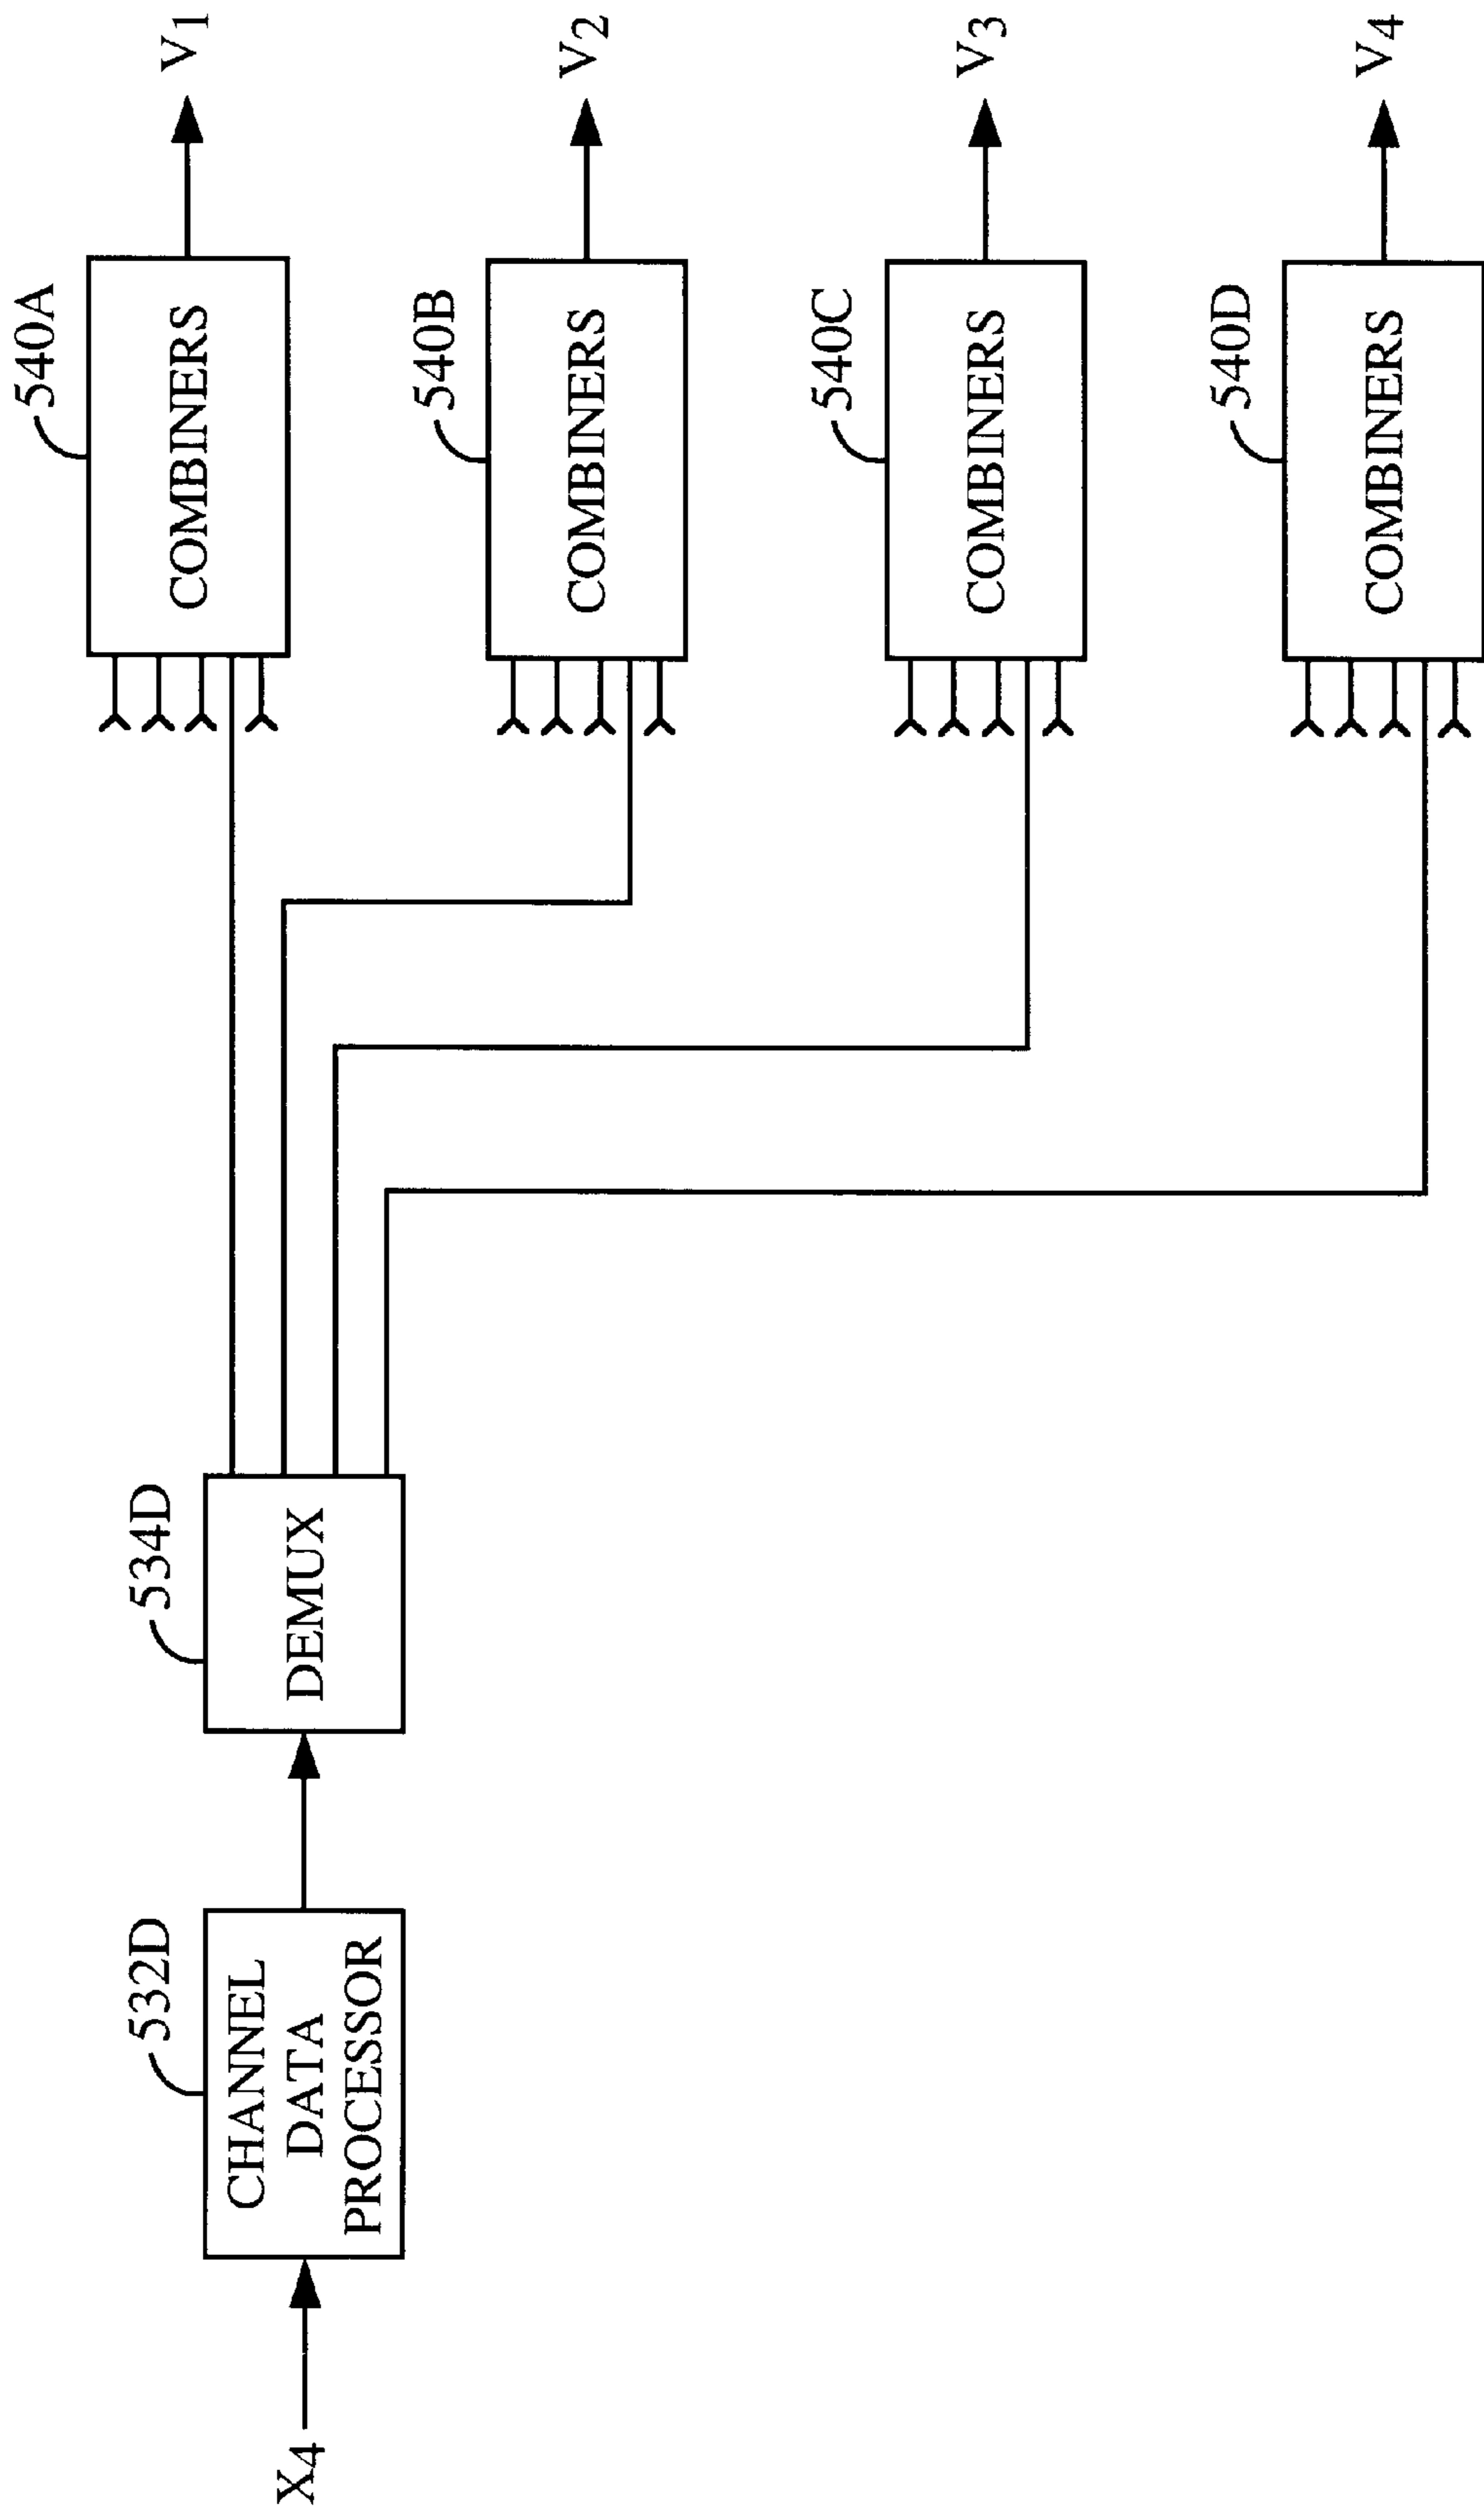 X4
532D
CHANNEL
DATA
PROCESSOR
534D
DEMUX
540A
COMBINERS
V1
540B
COMBINERS
V2
540C
COMBINERS
V3
540D
COMBINERS
V4